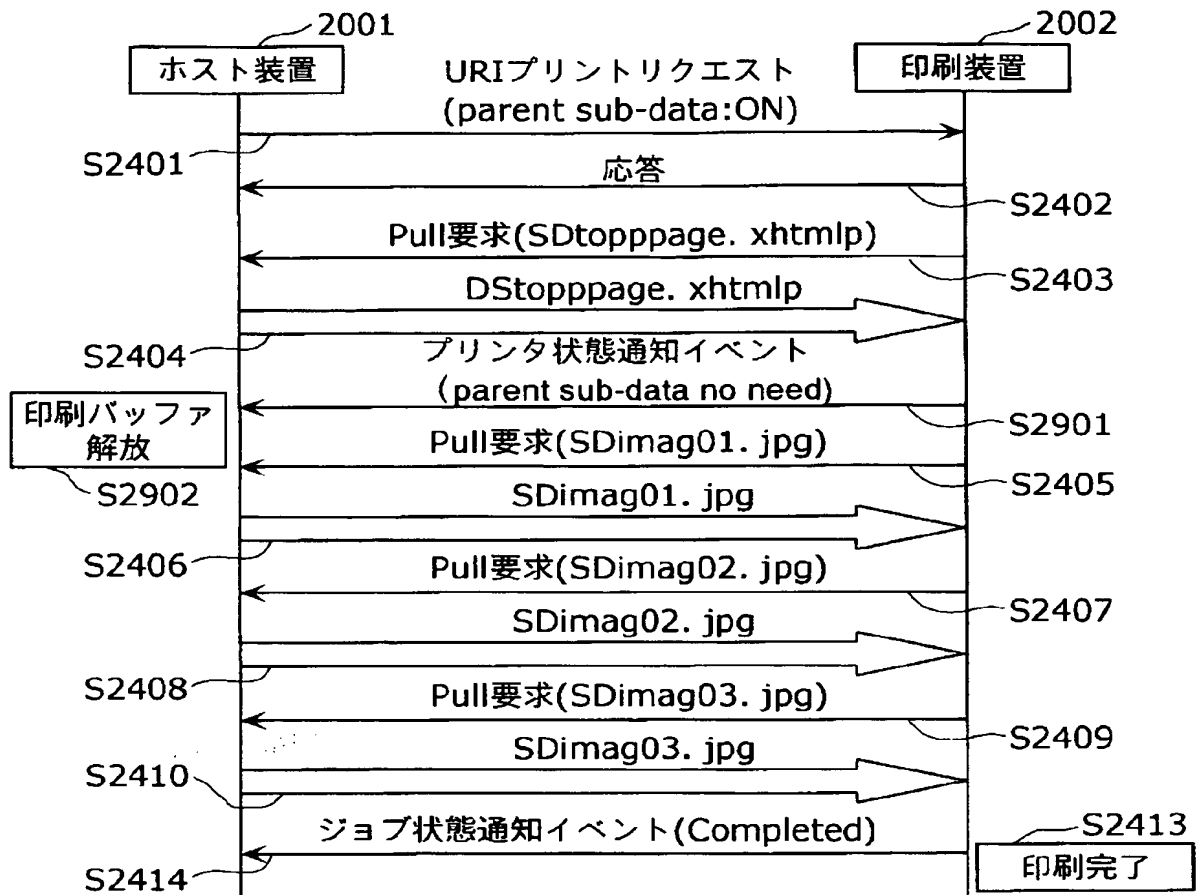 2001
2002
ホスト装置
印刷装置
URIプリントリクエスト
(parent sub-data:ON)
S2401
応答
S2402
Pull要求(SDtopppage. xhtmlp)
S2403
DStopppage. xhtmlp
S2404
プリンタ状態通知イベント
(parent sub-data no need)
S2901
印刷バッファ
解放
S2902
Pull要求(SDimag01. jpg)
S2405
SDimag01. jpg
S2406
Pull要求(SDimag02. jpg)
S2407
SDimag02. jpg
S2408
Pull要求(SDimag03. jpg)
S2409
SDimag03. jpg
S2410
ジョブ状態通知イベント(Completed)
S2413
印刷完了
S2414